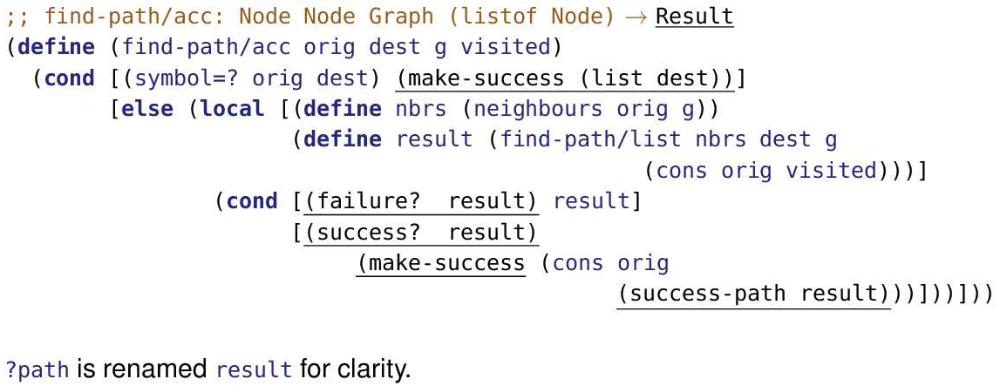 ;; find-path/acc: Node Node Graph (listof Node) → Result
(define (find-path/acc orig dest g visited)
  (cond [(symbol=? orig dest) (make-success (list dest))]
        [else (local [(define nbrs (neighbours orig g))
                      (define result (find-path/list nbrs dest g
                                                 (cons orig visited)))]
                (cond [(failure?  result) result]
                      [(success?  result)
                           (make-success (cons orig
                                               (success-path result)))]))]))
?path is renamed result for clarity.